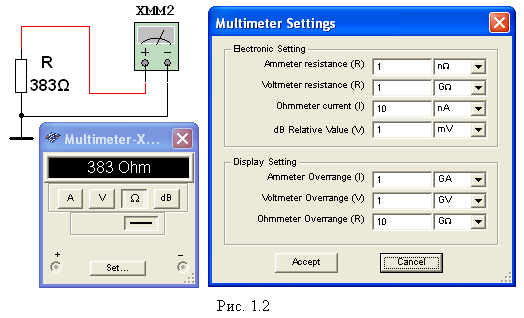 XMM2
R
383Ω
+ −
Multimeter-X...
383 Ohm
A V Ω dB
+ −
Set...
Multimeter Settings
Electronic Setting
Ammeter resistance (R) 1 nΩ
Voltmeter resistance (R) 1 GΩ
Ohmmeter current (I) 10 nA
dB Relative Value (V) 1 mV
Display Setting
Ammeter Overrange (I) 1 GA
Voltmeter Overrange (V) 1 GV
Ohmmeter Overrange (R) 10 GΩ
Accept Cancel
Рис. 1.2